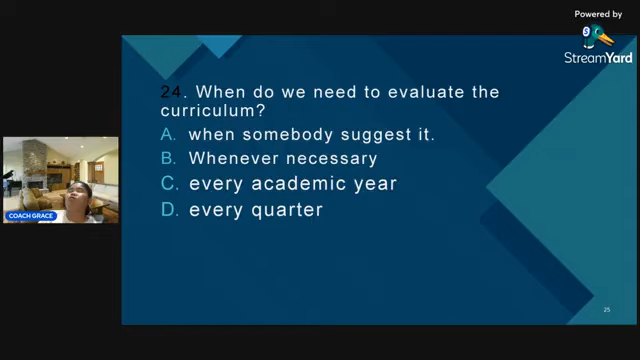 Powered by
StreamYard
24. When do we need to evaluate the
curriculum?
A. when somebody suggest it.
B. Whenever necessary
C. every academic year
D. every quarter
COACH GRACE
25